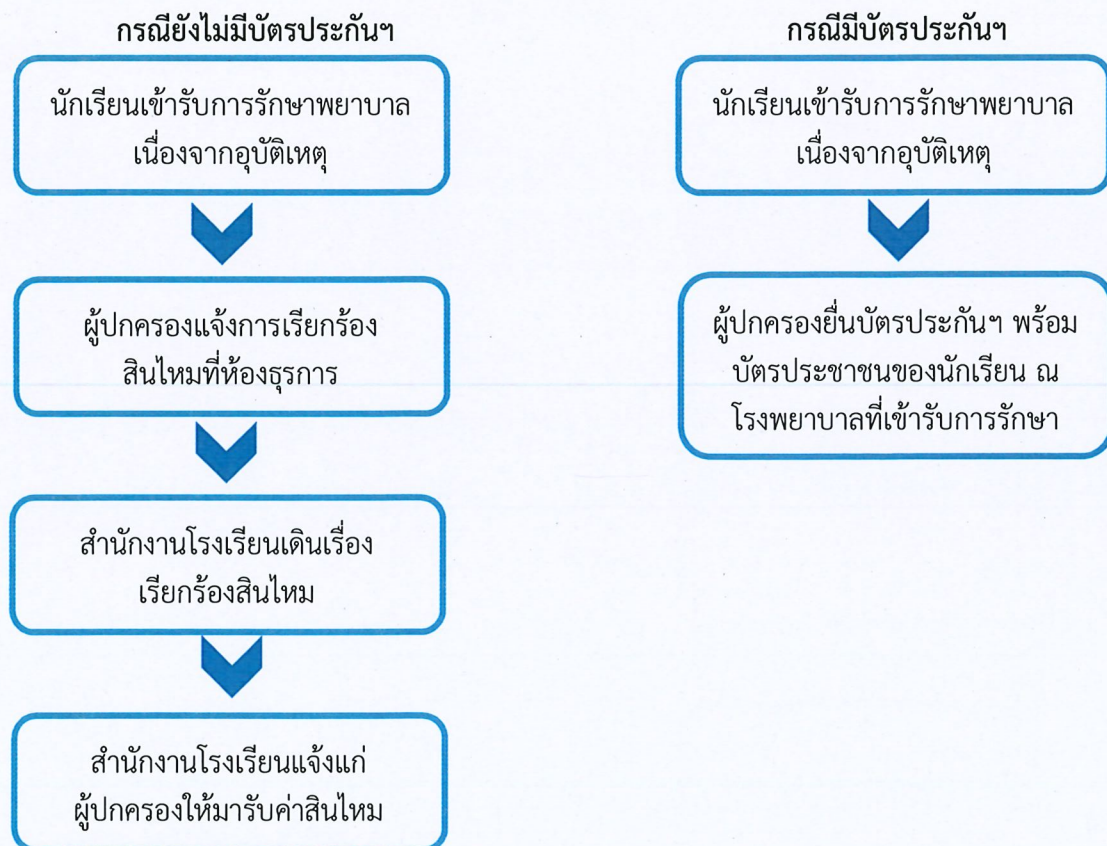 กรณียังไม่มีบัตรประกันฯ
นักเรียนเข้ารับการรักษาพยาบาล
เนื่องจากอุบัติเหตุ
ผู้ปกครองแจ้งการเรียกร้อง
สินไหมที่ห้องธุรการ
สำนักงานโรงเรียนเดินเรื่อง
เรียกร้องสินไหม
สำนักงานโรงเรียนแจ้งแก่
ผู้ปกครองให้มารับค่าสินไหม
กรณีมีบัตรประกันฯ
นักเรียนเข้ารับการรักษาพยาบาล
เนื่องจากอุบัติเหตุ
ผู้ปกครองยื่นบัตรประกันฯ พร้อม
บัตรประชาชนของนักเรียน ณ
โรงพยาบาลที่เข้ารับการรักษา